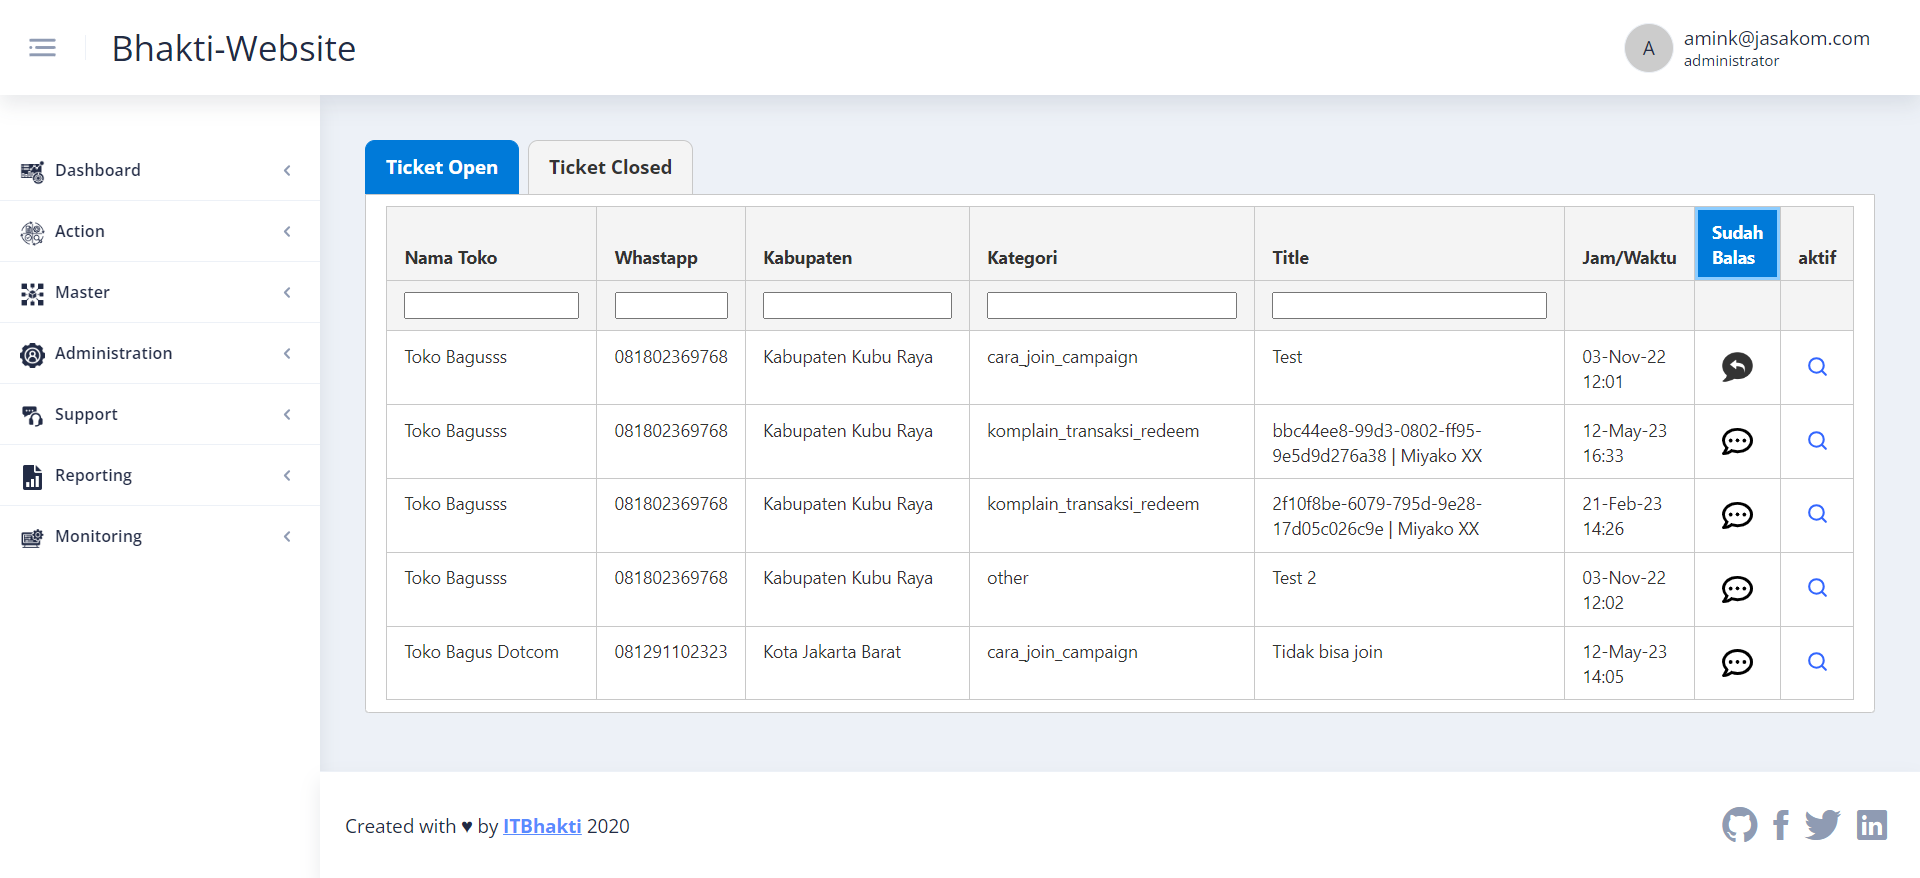 Bhakti-Website
A
amink@jasakom.com
administrator
Dashboard
Action
Master
Administration
Support
Reporting
Monitoring
Ticket Open
Ticket Closed
Nama Toko
Whastapp
Kabupaten
Kategori
Title
Jam/Waktu
Sudah
Balas
aktif
Toko Bagusss
081802369768
Kabupaten Kubu Raya
cara_join_campaign
Test
03-Nov-22
12:01
Toko Bagusss
081802369768
Kabupaten Kubu Raya
komplain_transaksi_redeem
bbc44ee8-99d3-0802-ff95-
9e5d9d276a38 | Miyako XX
12-May-23
16:33
Toko Bagusss
081802369768
Kabupaten Kubu Raya
komplain_transaksi_redeem
2f10f8be-6079-795d-9e28-
17d05c026c9e | Miyako XX
21-Feb-23
14:26
Toko Bagusss
081802369768
Kabupaten Kubu Raya
other
Test 2
03-Nov-22
12:02
Toko Bagus Dotcom
081291102323
Kota Jakarta Barat
cara_join_campaign
Tidak bisa join
12-May-23
14:05
Created with ♥ by ITBhakti 2020